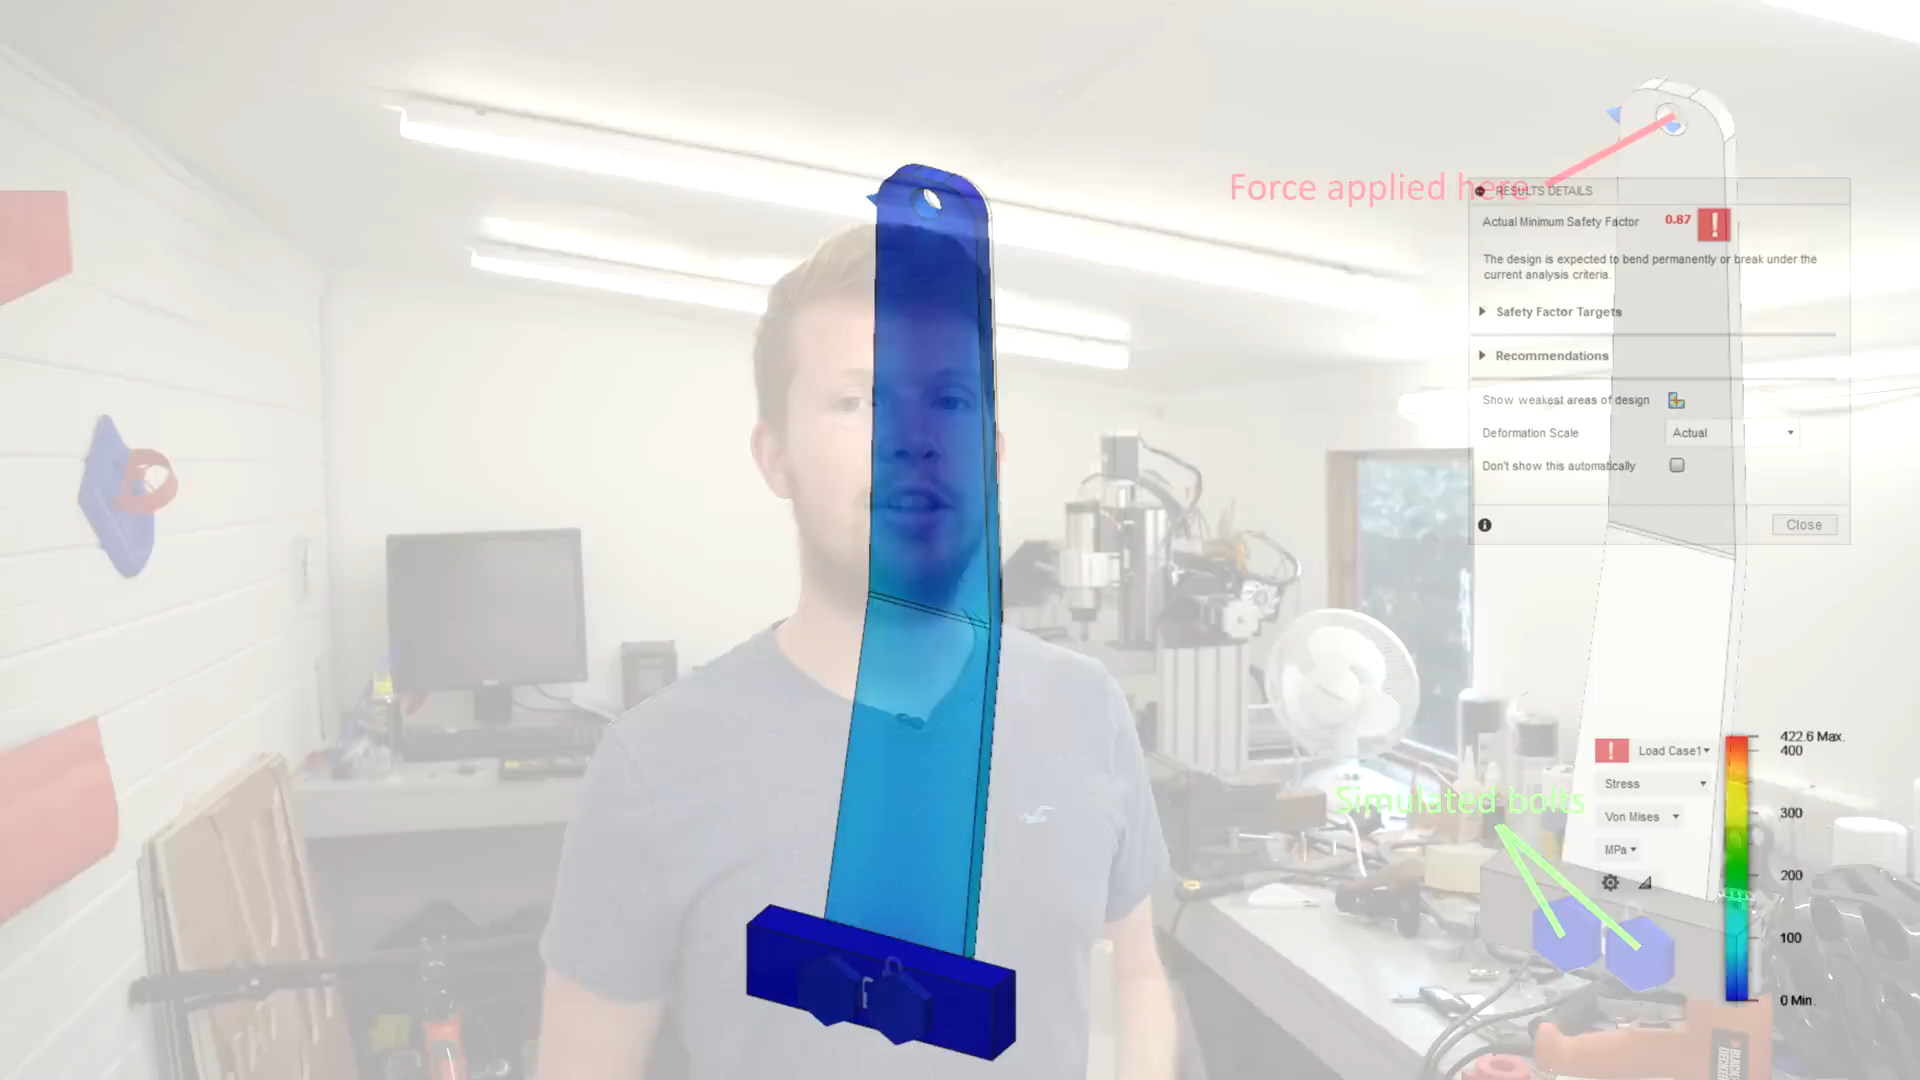 Force applied here
RESULTS DETAILS
Actual Minimum Safety Factor 0.87
The design is expected to bend permanently or break under the
current analysis criteria.
Safety Factor Targets
Recommendations
Show weakest areas of design
Deformation Scale Actual
Don't show this automatically
Close
422.6 Max.
Load Case1
400
Stress
Simulated bolts
300
Von Mises
MPa
200
100
0 Min.
BLACK+
DECKER